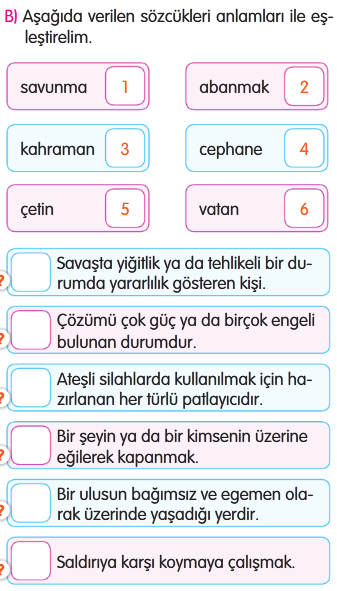 B) Aşağıda verilen sözcükleri anlamları ile eş-
leştirelim.
savunma 1 abanmak 2
kahraman 3 cephane 4
çetin 5 vatan 6
? Savaşta yiğitlik ya da tehlikeli bir du-
rumda yararlılık gösteren kişi.
? Çözümü çok güç ya da birçok engeli
bulunan durumdur.
? Ateşli silahlarda kullanılmak için ha-
zırlanan her türlü patlayıcıdır.
? Bir şeyin ya da bir kimsenin üzerine
eğilerek kapanmak.
? Bir ulusun bağımsız ve egemen ola-
rak üzerinde yaşadığı yerdir.
? Saldırıya karşı koymaya çalışmak.